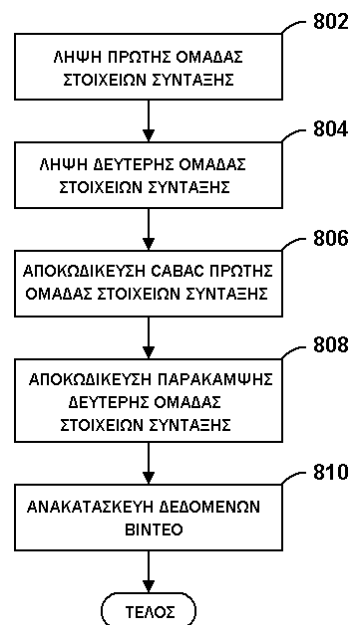 802
ΛΗΨΗ ΠΡΩΤΗΣ ΟΜΑΔΑΣ
ΣΤΟΙΧΕΙΩΝ ΣΥΝΤΑΞΗΣ
804
ΛΗΨΗ ΔΕΥΤΕΡΗΣ ΟΜΑΔΑΣ
ΣΤΟΙΧΕΙΩΝ ΣΥΝΤΑΞΗΣ
806
ΑΠΟΚΩΔΙΚΕΥΣΗ CABAC ΠΡΩΤΗΣ
ΟΜΑΔΑΣ ΣΤΟΙΧΕΙΩΝ ΣΥΝΤΑΞΗΣ
808
ΑΠΟΚΩΔΙΚΕΥΣΗ ΠΑΡΑΚΑΜΨΗΣ
ΔΕΥΤΕΡΗΣ ΟΜΑΔΑΣ
ΣΤΟΙΧΕΙΩΝ ΣΥΝΤΑΞΗΣ
810
ΑΝΑΚΑΤΑΣΚΕΥΗ ΔΕΔΟΜΕΝΩΝ
ΒΙΝΤΕΟ
ΤΕΛΟΣ